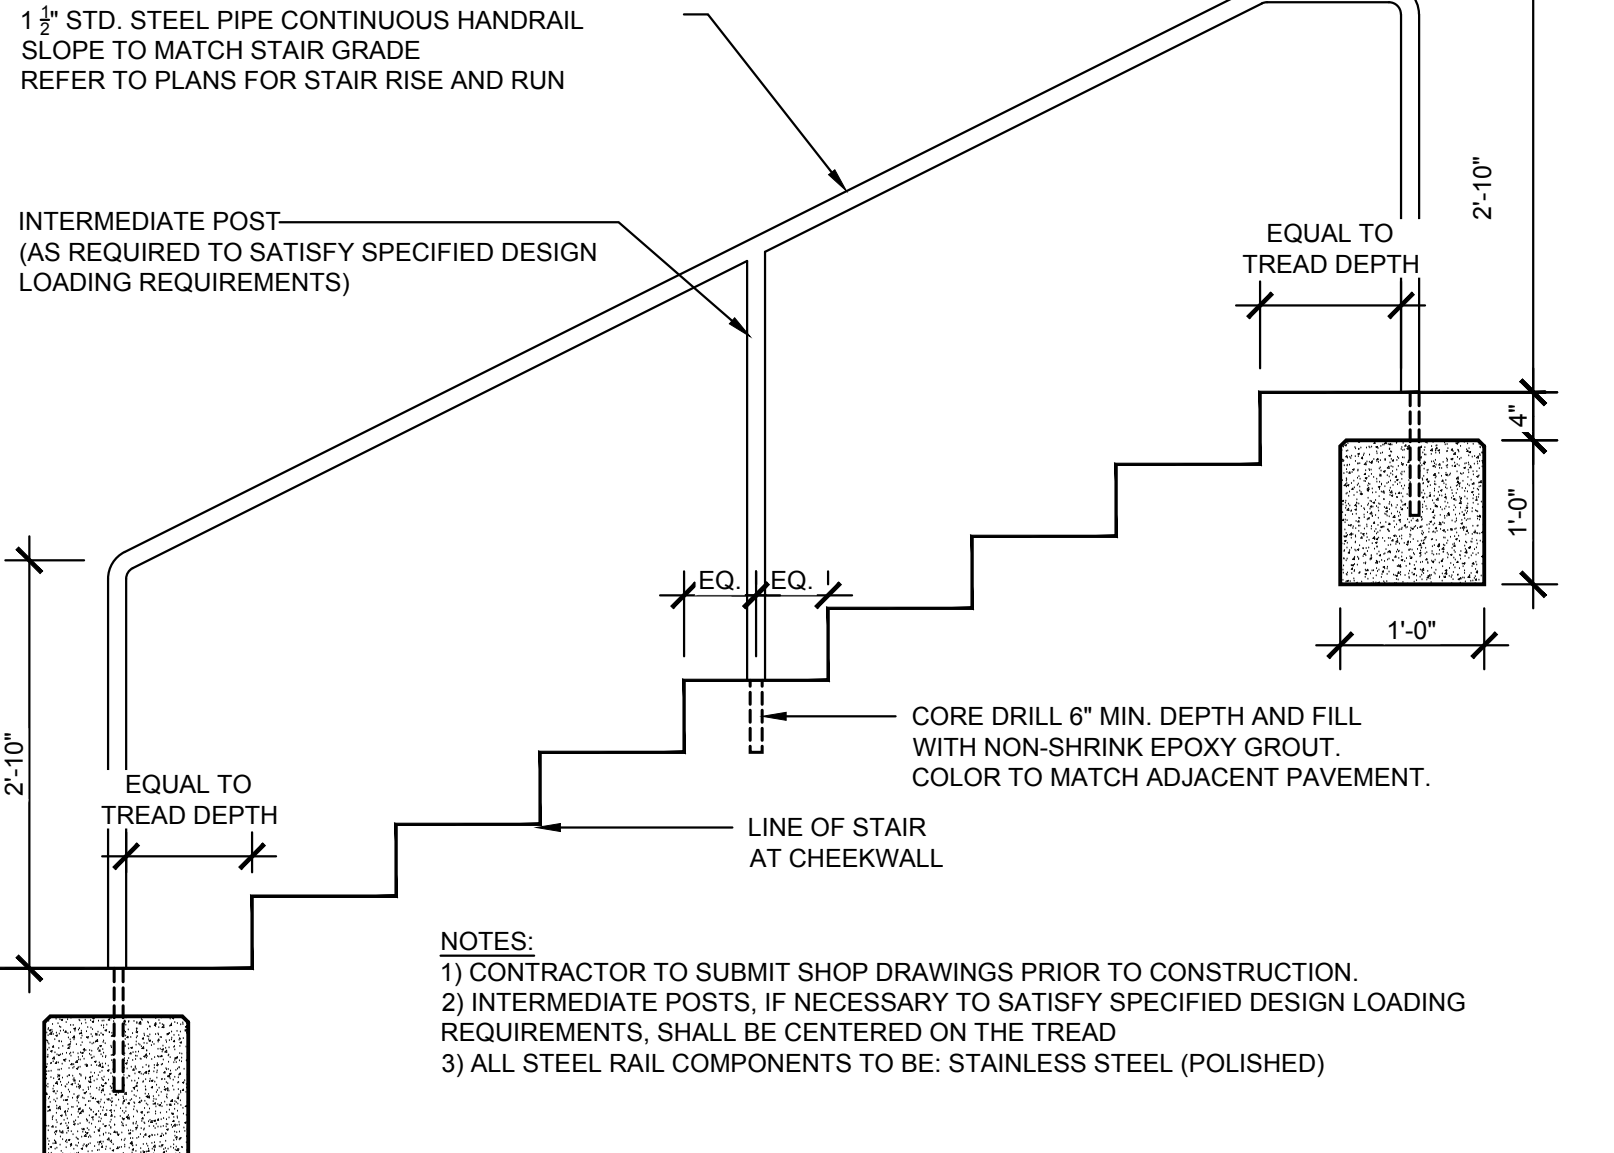 1 1/2" STD. STEEL PIPE CONTINUOUS HANDRAIL
SLOPE TO MATCH STAIR GRADE
REFER TO PLANS FOR STAIR RISE AND RUN
INTERMEDIATE POST
(AS REQUIRED TO SATISFY SPECIFIED DESIGN
LOADING REQUIREMENTS)
2'-10"
EQUAL TO
TREAD DEPTH
4"
1'-0"
1'-0"
EQ.
EQ.
CORE DRILL 6" MIN. DEPTH AND FILL
WITH NON-SHRINK EPOXY GROUT.
COLOR TO MATCH ADJACENT PAVEMENT.
2'-10"
EQUAL TO
TREAD DEPTH
LINE OF STAIR
AT CHEEKWALL
NOTES:
1) CONTRACTOR TO SUBMIT SHOP DRAWINGS PRIOR TO CONSTRUCTION.
2) INTERMEDIATE POSTS, IF NECESSARY TO SATISFY SPECIFIED DESIGN LOADING
REQUIREMENTS, SHALL BE CENTERED ON THE TREAD
3) ALL STEEL RAIL COMPONENTS TO BE: STAINLESS STEEL (POLISHED)